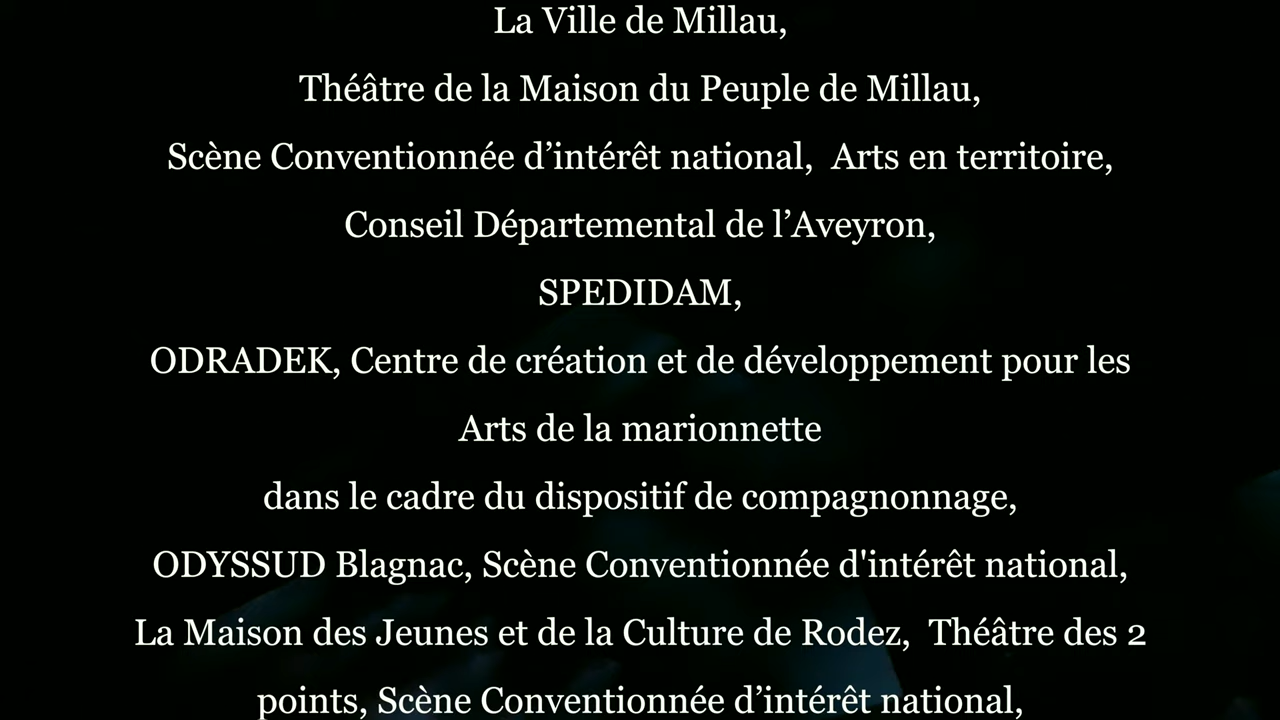 La Ville de Millau,
Théâtre de la Maison du Peuple de Millau,
Scène Conventionnée d’intérêt national,  Arts en territoire,
Conseil Départemental de l’Aveyron,
SPEDIDAM,
ODRADEK, Centre de création et de développement pour les
Arts de la marionnette
dans le cadre du dispositif de compagnonnage,
ODYSSUD Blagnac, Scène Conventionnée d'intérêt national,
La Maison des Jeunes et de la Culture de Rodez,  Théâtre des 2
points, Scène Conventionnée d’intérêt national,